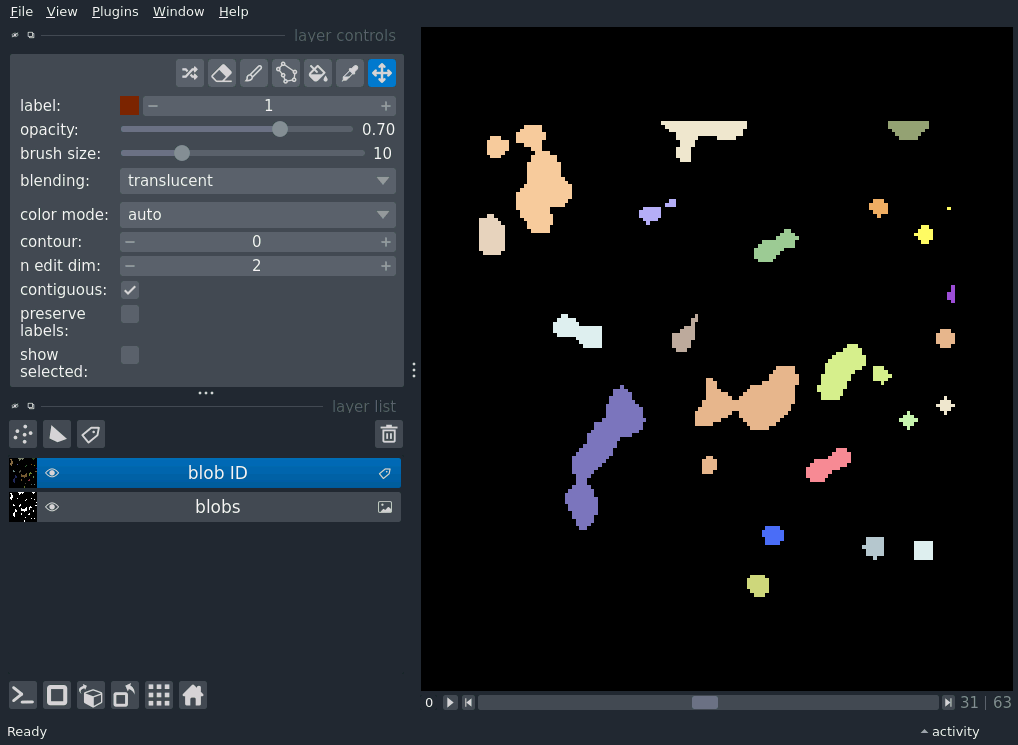 File View Plugins Window Help
layer controls
label: 1
opacity: 0.70
brush size: 10
blending: translucent
color mode: auto
contour: 0
n edit dim: 2
contiguous:
preserve
labels:
show
selected:
layer list
blob ID
blobs
0 31 | 63
Ready activity